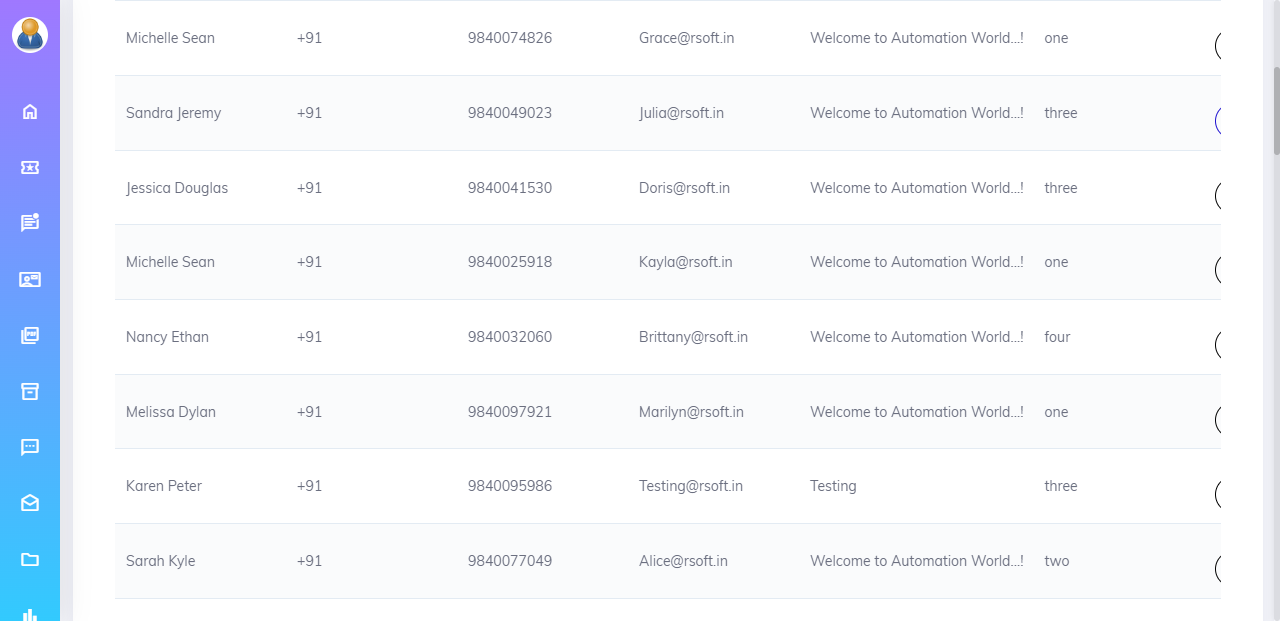 Michelle Sean +91 9840074826 Grace@rsoft.in Welcome to Automation World...! one
Sandra Jeremy +91 9840049023 Julia@rsoft.in Welcome to Automation World...! three
Jessica Douglas +91 9840041530 Doris@rsoft.in Welcome to Automation World...! three
Michelle Sean +91 9840025918 Kayla@rsoft.in Welcome to Automation World...! one
Nancy Ethan +91 9840032060 Brittany@rsoft.in Welcome to Automation World...! four
Melissa Dylan +91 9840097921 Marilyn@rsoft.in Welcome to Automation World...! one
Karen Peter +91 9840095986 Testing@rsoft.in Testing three
Sarah Kyle +91 9840077049 Alice@rsoft.in Welcome to Automation World...! two